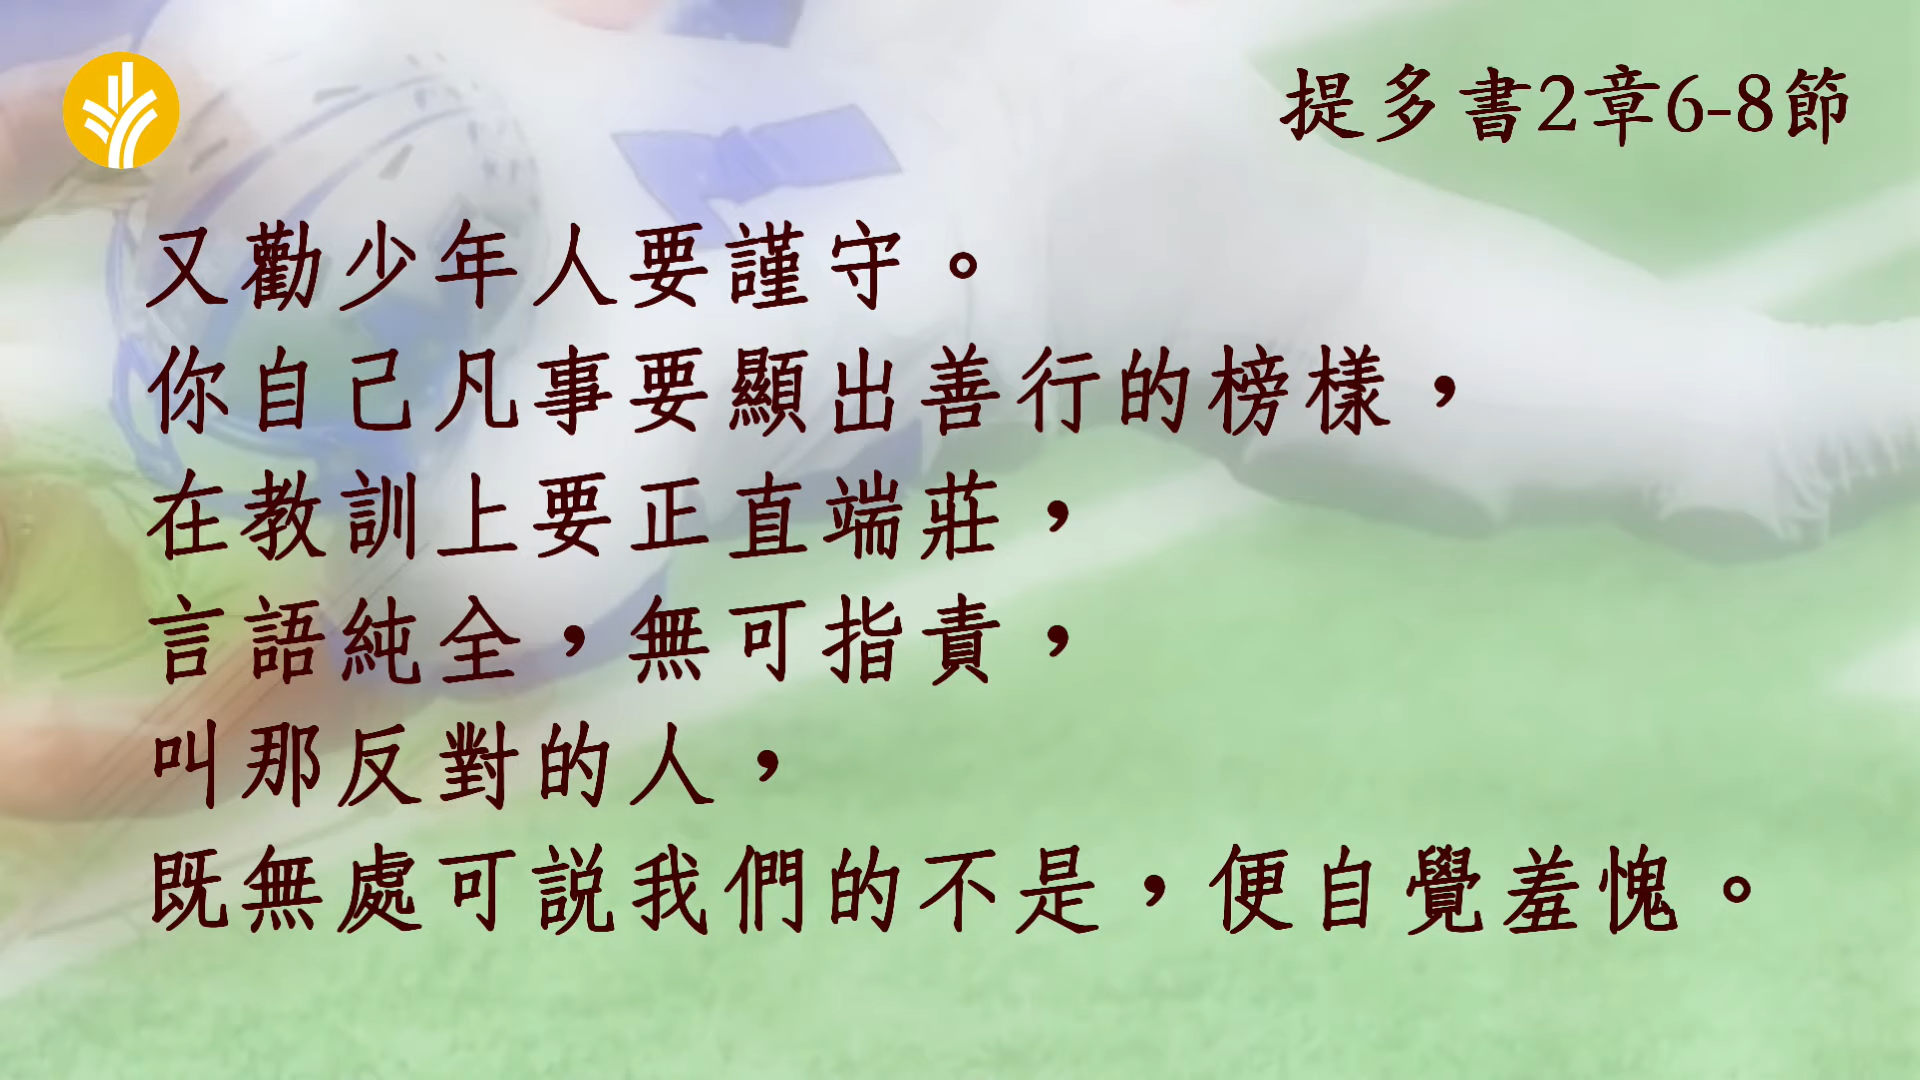 提多書2章6-8節
又勸少年人要謹守。
你自己凡事要顯出善行的榜樣，
在教訓上要正直端莊，
言語純全，無可指責，
叫那反對的人，
既無處可説我們的不是，便自覺羞愧。